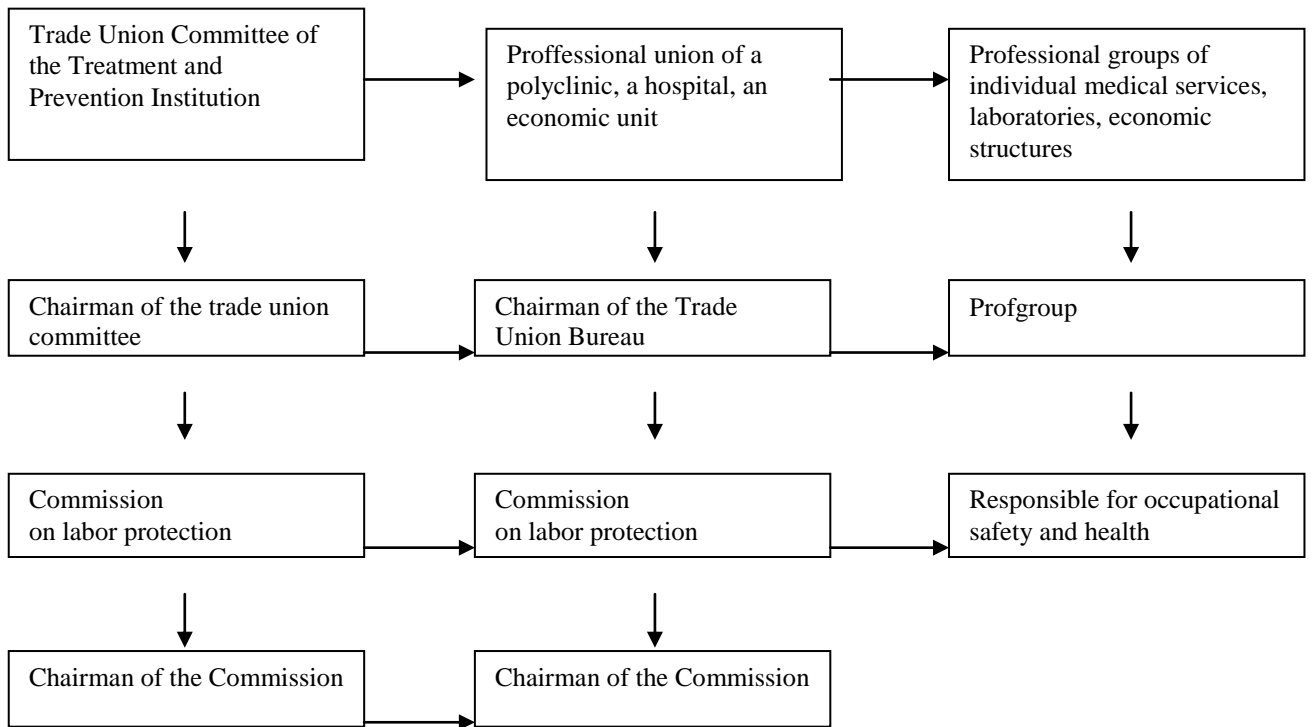 Trade Union Committee of
the Treatment and
Prevention Institution
Proffessional union of a
polyclinic, a hospital, an
economic unit
Professional groups of
individual medical services,
laboratories, economic
structures
Chairman of the trade union
committee
Chairman of the Trade
Union Bureau
Profgroup
Commission
on labor protection
Commission
on labor protection
Responsible for occupational
safety and health
Chairman of the Commission
Chairman of the Commission